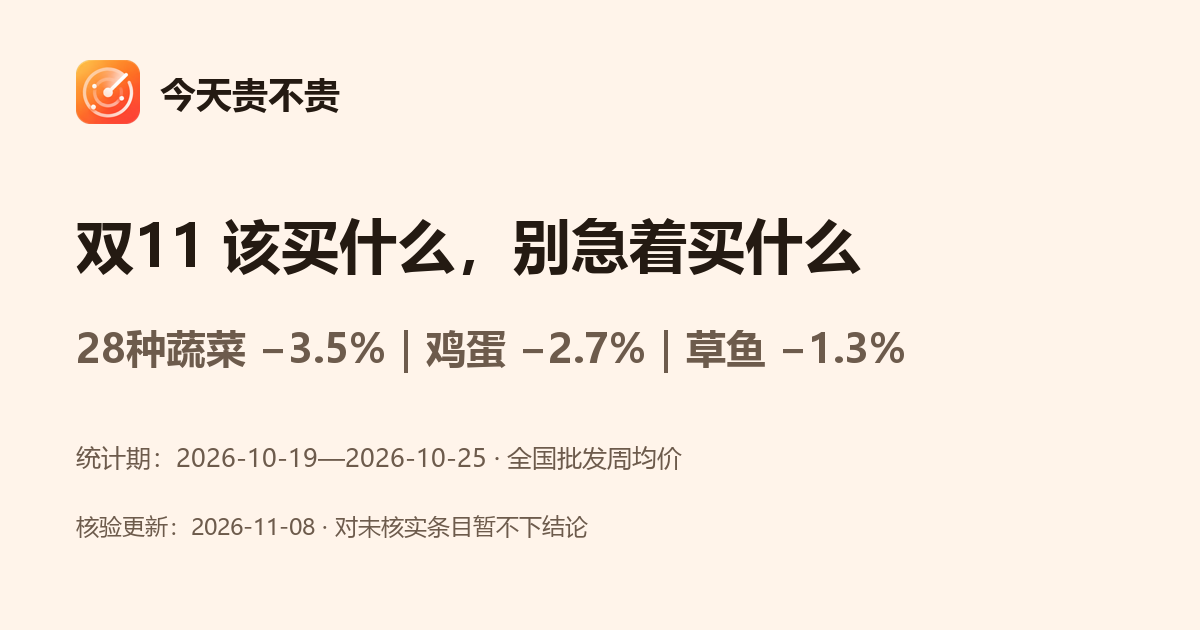 今天贵不贵
双11 该买什么，别急着买什么
28种蔬菜 −3.5%｜鸡蛋 −2.7%｜草鱼 −1.3%
统计期：2026-10-19—2026-10-25 · 全国批发周均价
核验更新：2026-11-08 · 对未核实条目暂不下结论